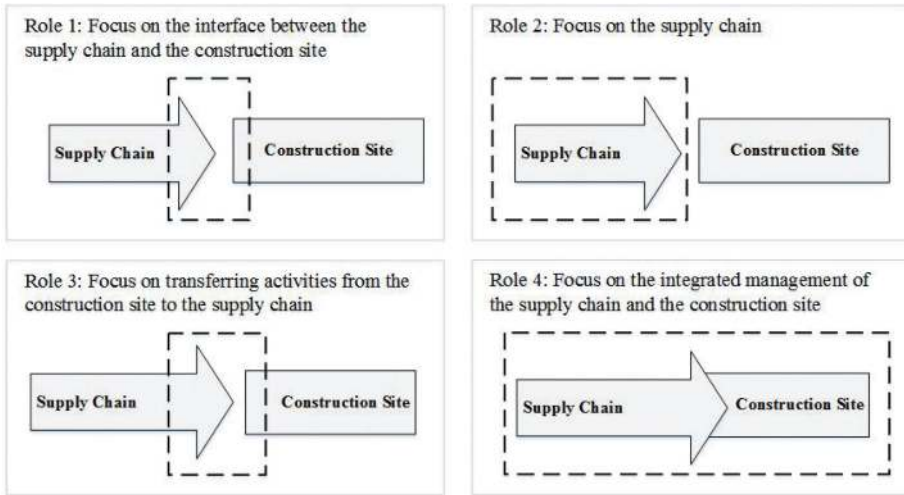 Role 1: Focus on the interface between the
supply chain and the construction site
Supply Chain
Construction Site
Role 2: Focus on the supply chain
Supply Chain
Construction Site
Role 3: Focus on transferring activities from the
construction site to the supply chain
Supply Chain
Construction Site
Role 4: Focus on the integrated management of
the supply chain and the construction site
Supply Chain
Construction Site